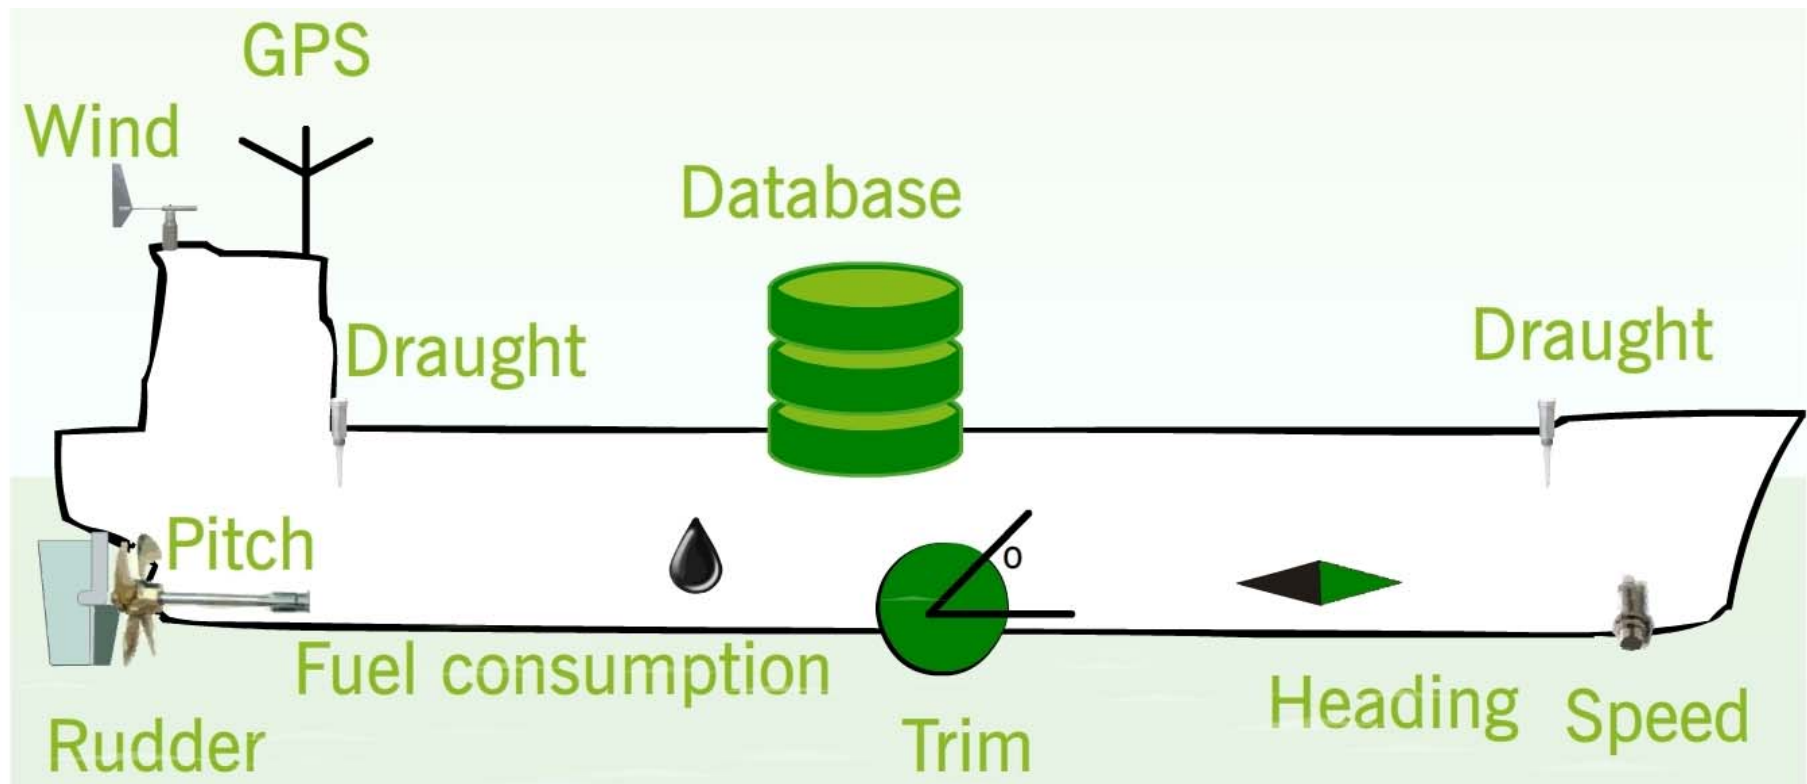 GPS
Wind
Database
Draught
Draught
Pitch
o
Fuel consumption
Heading
Speed
Rudder
Trim